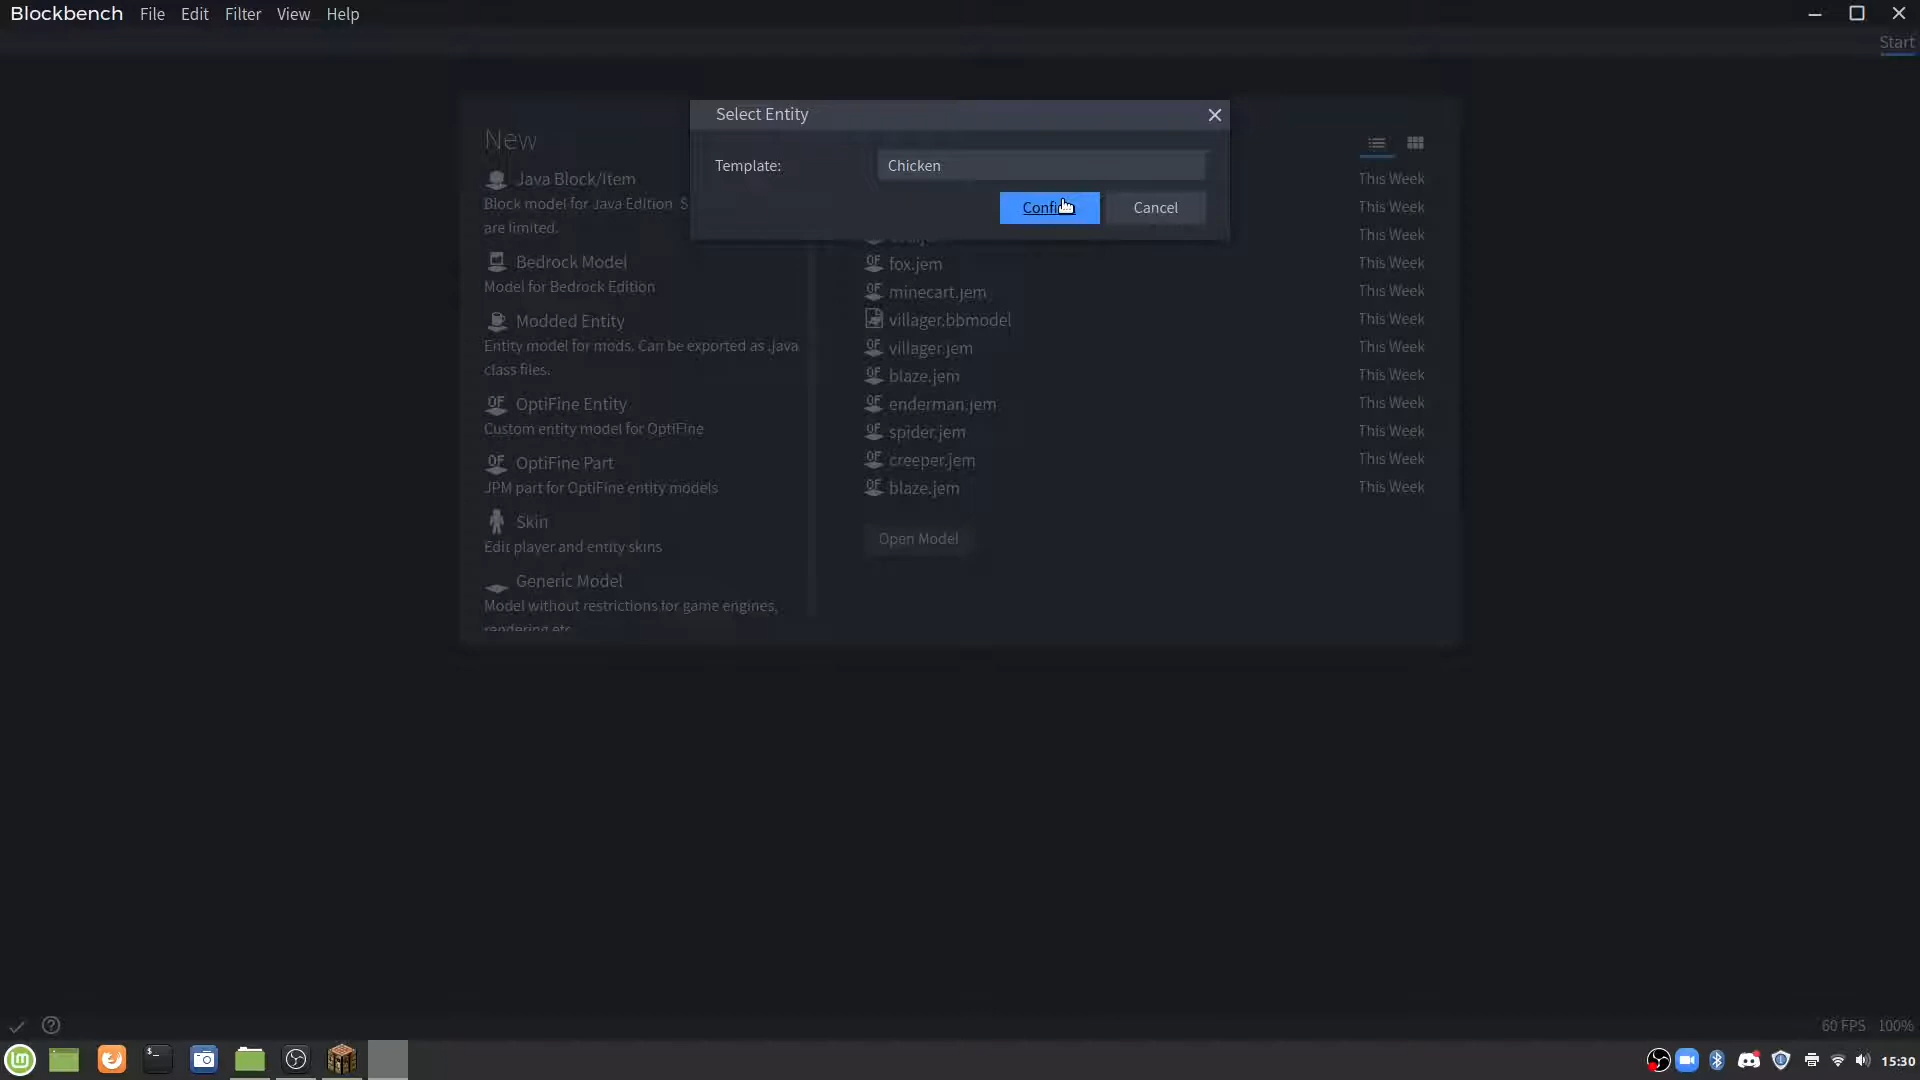 Blockbench File Edit View Filter Help
Start
Select Entity
Template: Chicken
Confi
Cancel
New
Java Block/Item
Block model for Java Edition. S
are limited.
Bedrock Model
Model for Bedrock Edition
Modded Entity
Entity model for mods. Can be exported as .java
class files.
OptiFine Entity
Custom entity model for OptiFine
OptiFine Part
JPM part for OptiFine entity models
Skin
Edit player and entity skins
Generic Model
Model without restrictions for game engines,
rendering etc.
This Week
This Week
This Week
fox.jem This Week
minecart.jem This Week
villager.bbmodel This Week
villager.jem This Week
blaze.jem This Week
enderman.jem This Week
spider.jem This Week
creeper.jem This Week
blaze.jem This Week
Open Model
60 FPS 100%
15:30